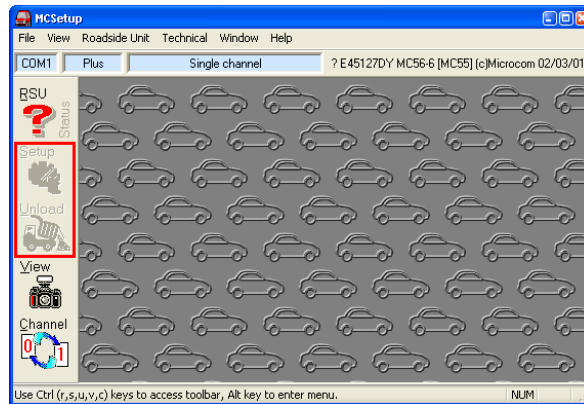 MCSetup
File View Roadside Unit Technical Window Help
COM1 Plus Single channel ? E45127DY MC56-6 [MC55] (c)Microcom 02/03/01
RSU
Status
Setup
Unload
View
Channel
0 1
Use Ctrl (r,s,u,v,c) keys to access toolbar, Alt key to enter menu. NUM